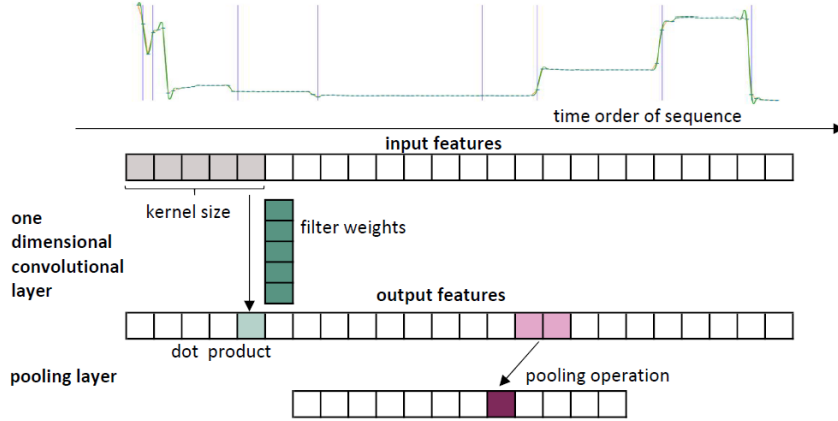 time order of sequence
input features
kernel size
one
dimensional
convolutional
layer
filter weights
output features
dot product
pooling layer
pooling operation